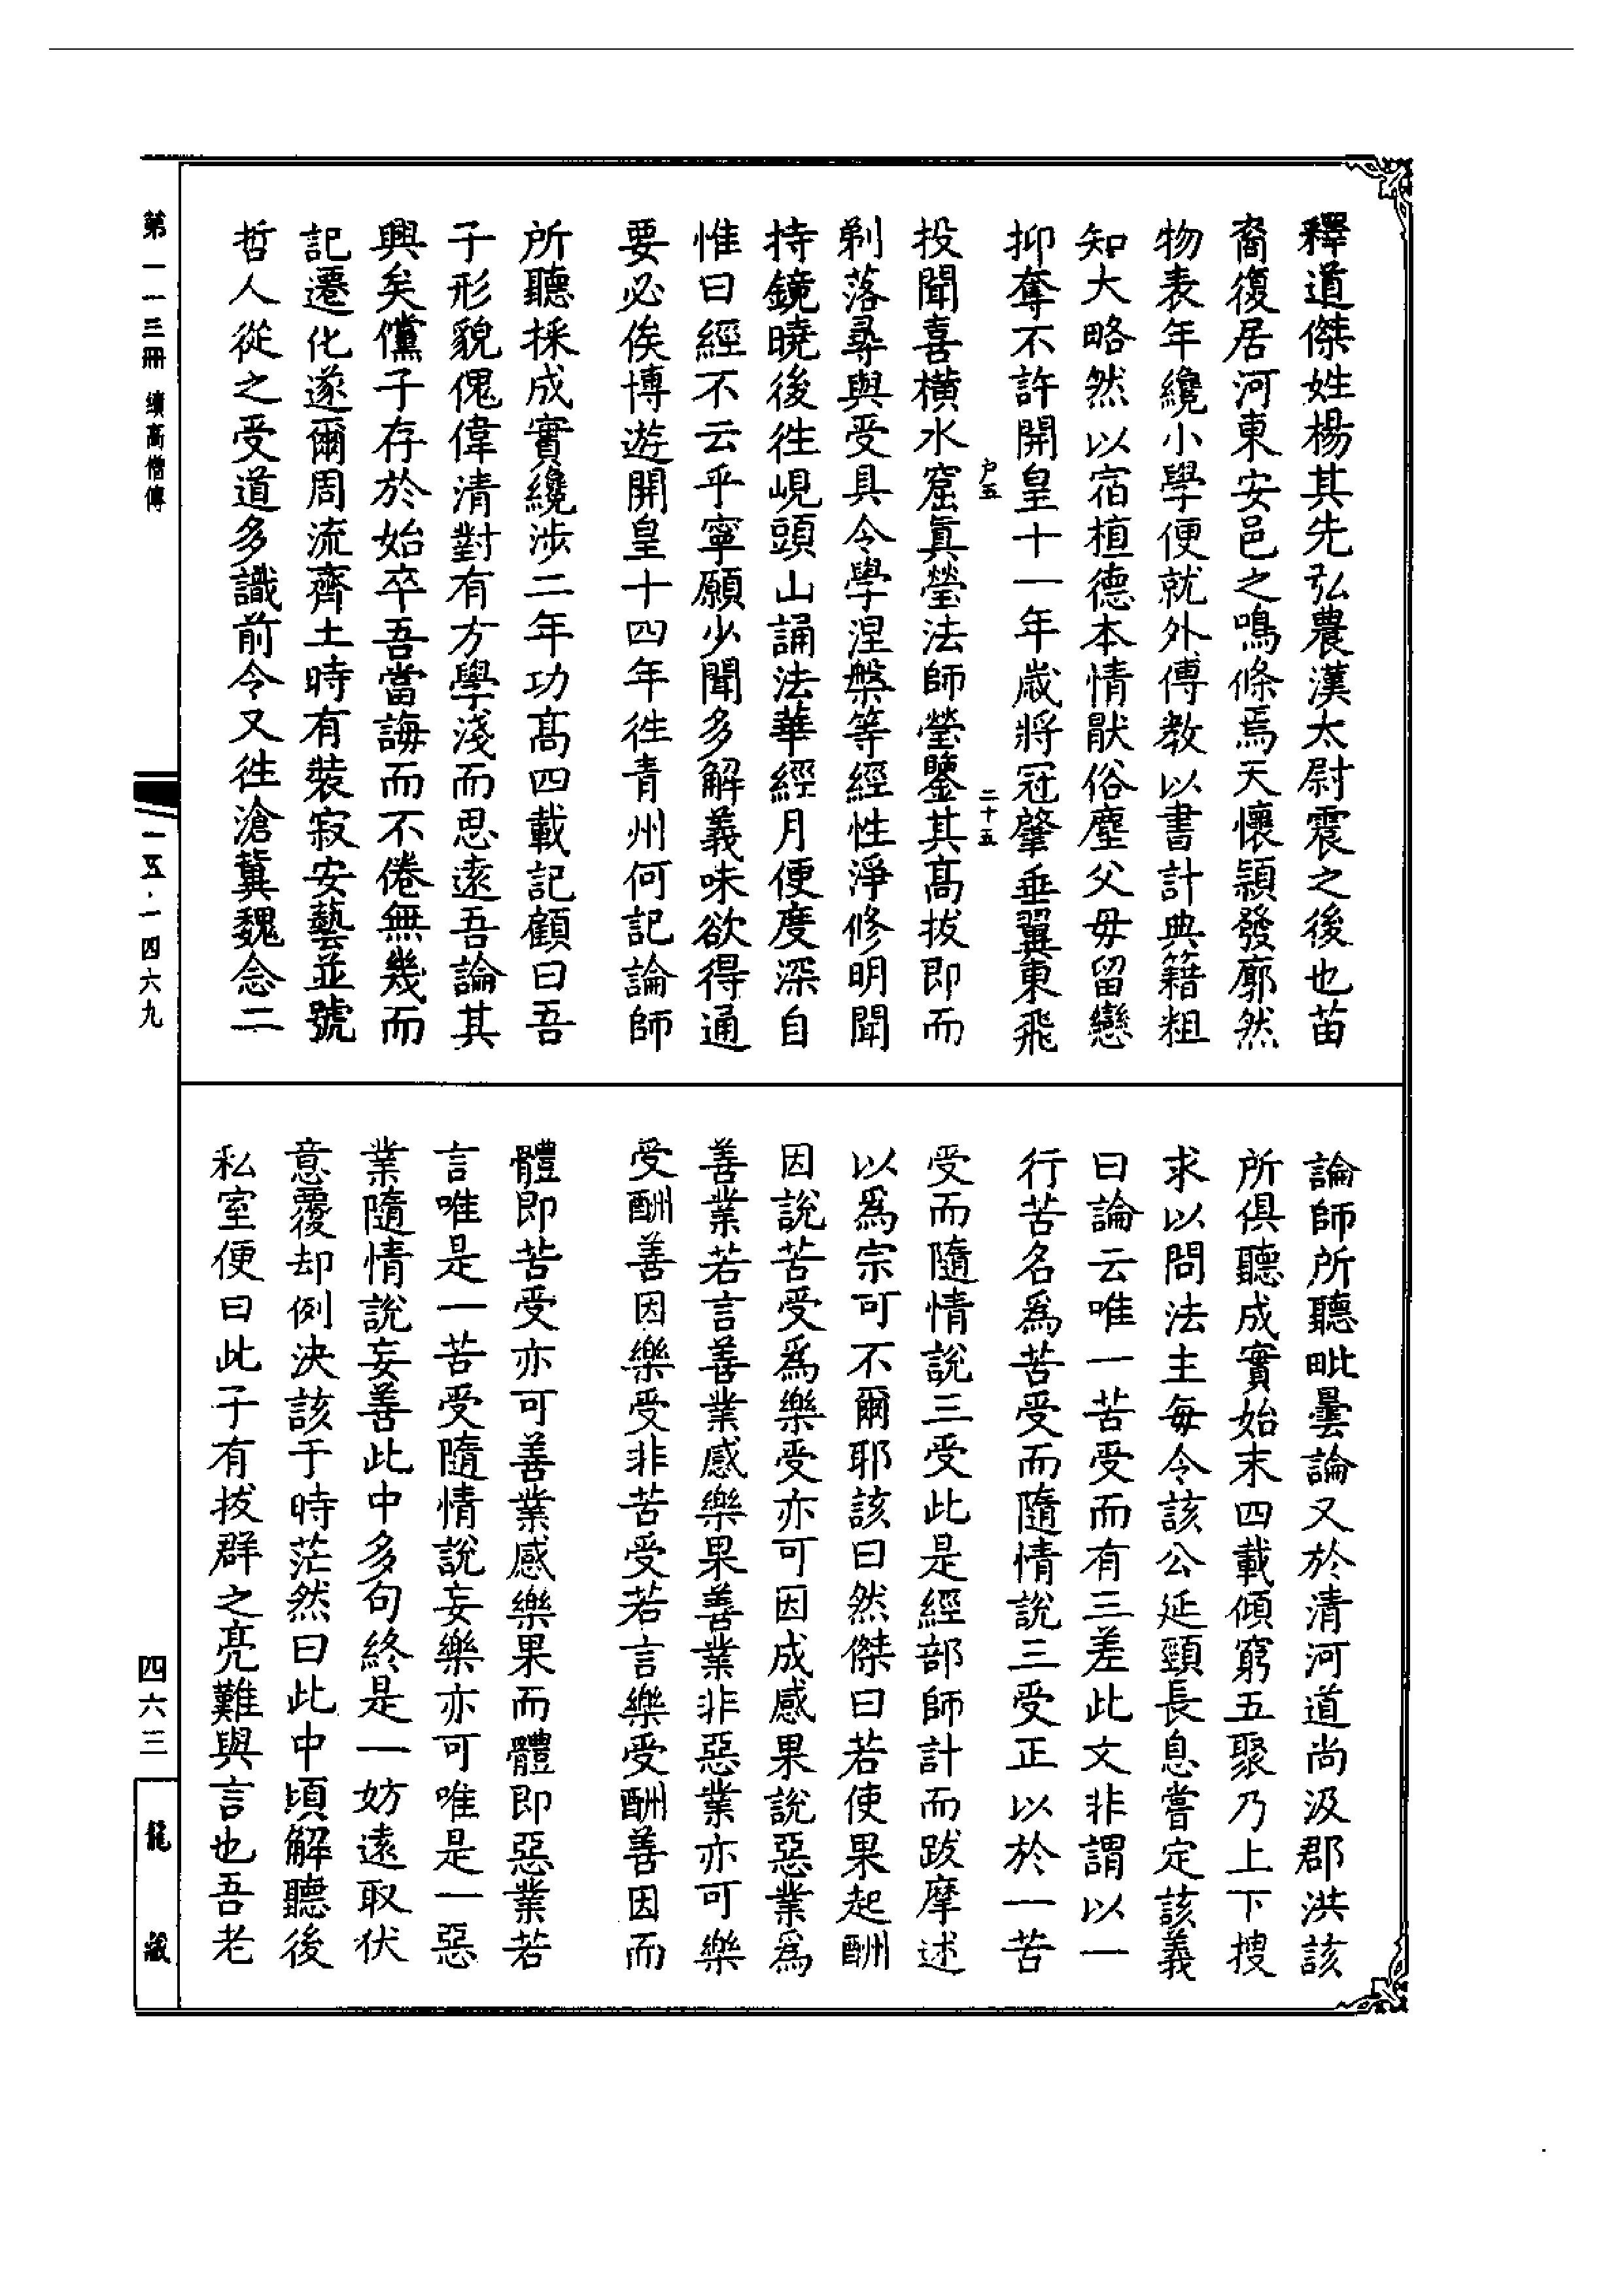 釋道傑姓楊其先弘農漢太尉震之後也苗
裔復居河東安邑之鳴條焉天懷頴發廓然
物表年纔小學便就外傅教以書計典籍粗
知大略然以宿植德本情猒俗塵父母留戀
抑奪不許開皇十一年歲將冠肇垂翼東飛
户五 二十五
投聞喜横水窟真瑩法師瑩鑒其髙拔即而
剃落尋與受具令學涅槃等經性淨修明聞
持鏡曉後往峴頭山誦法華經月便度深自
惟曰經不云乎寧願少聞多解義味欲得通
要必俟博遊開皇十四年往青州何記論師
所聽採成實纔涉二年功髙四載記顧曰吾
子形貌傀偉清對有方學淺而思遠吾論其
興矣儻子存於始卒吾當誨而不倦無幾而
記遷化遂爾周流齊土時有裝寂安藝並號
哲人從之受道多識前令又往滄冀魏念二
論師所聽毗曇論又於清河道尚汲郡洪該
所俱聽成實始末四載傾窮五聚乃上下搜
求以問法主每令該公延頸長息嘗定該義
曰論云唯一苦受而有三差此文非謂以一
行苦名爲苦受而隨情說三受正以於一苦
受而隨情說三受此是經部師計而跋摩述
以爲宗可不爾耶該曰然傑曰若使果起酬
因說苦受爲樂受亦可因成感果說惡業爲
善業若言善業感樂果善業非惡業亦可樂
受酬善因樂受非苦受若言樂受酬善因而
體即苦受亦可善業感樂果而體即惡業若
言唯是一苦受隨情說妄樂亦可唯是一惡
業隨情說妄善此中多句終是一妨遠取伏
意覆却例決該于時茫然曰此中頃解聽後
私室便曰此子有拔群之亮難與言也吾老
第一一三冊 續高僧傳
一五·一四六九
四六三
龍藏